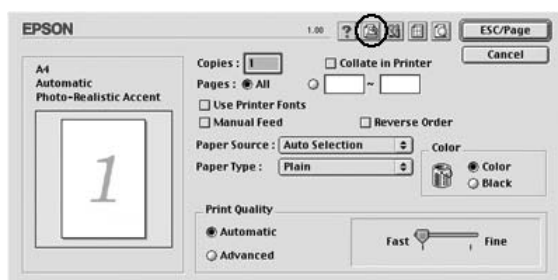 EPSON
1.00
?
ESC/Page
Cancel
A4
Automatic
Photo-Realistic Accent
1
Copies : 1
Collate in Printer
Pages : All ~
Use Printer Fonts
Manual Feed
Reverse Order
Paper Source : Auto Selection
Paper Type : Plain
Color
Color
Black
Print Quality
Automatic
Advanced
Fast
Fine